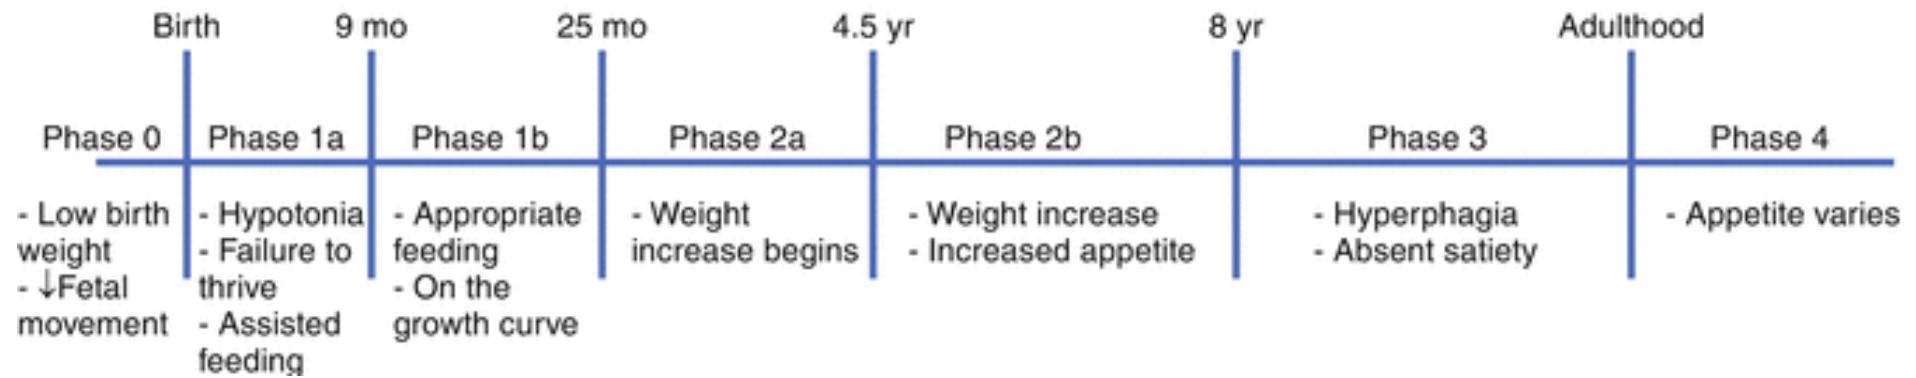 Birth 9 mo 25 mo 4.5 yr 8 yr Adulthood
Phase 0 Phase 1a Phase 1b Phase 2a Phase 2b Phase 3 Phase 4
- Low birth
weight
- ↓Fetal
movement
- Hypotonia
- Failure to
thrive
- Assisted
feeding
- Appropriate
feeding
- On the
growth curve
- Weight
increase begins
- Weight increase
- Increased appetite
- Hyperphagia
- Absent satiety
- Appetite varies